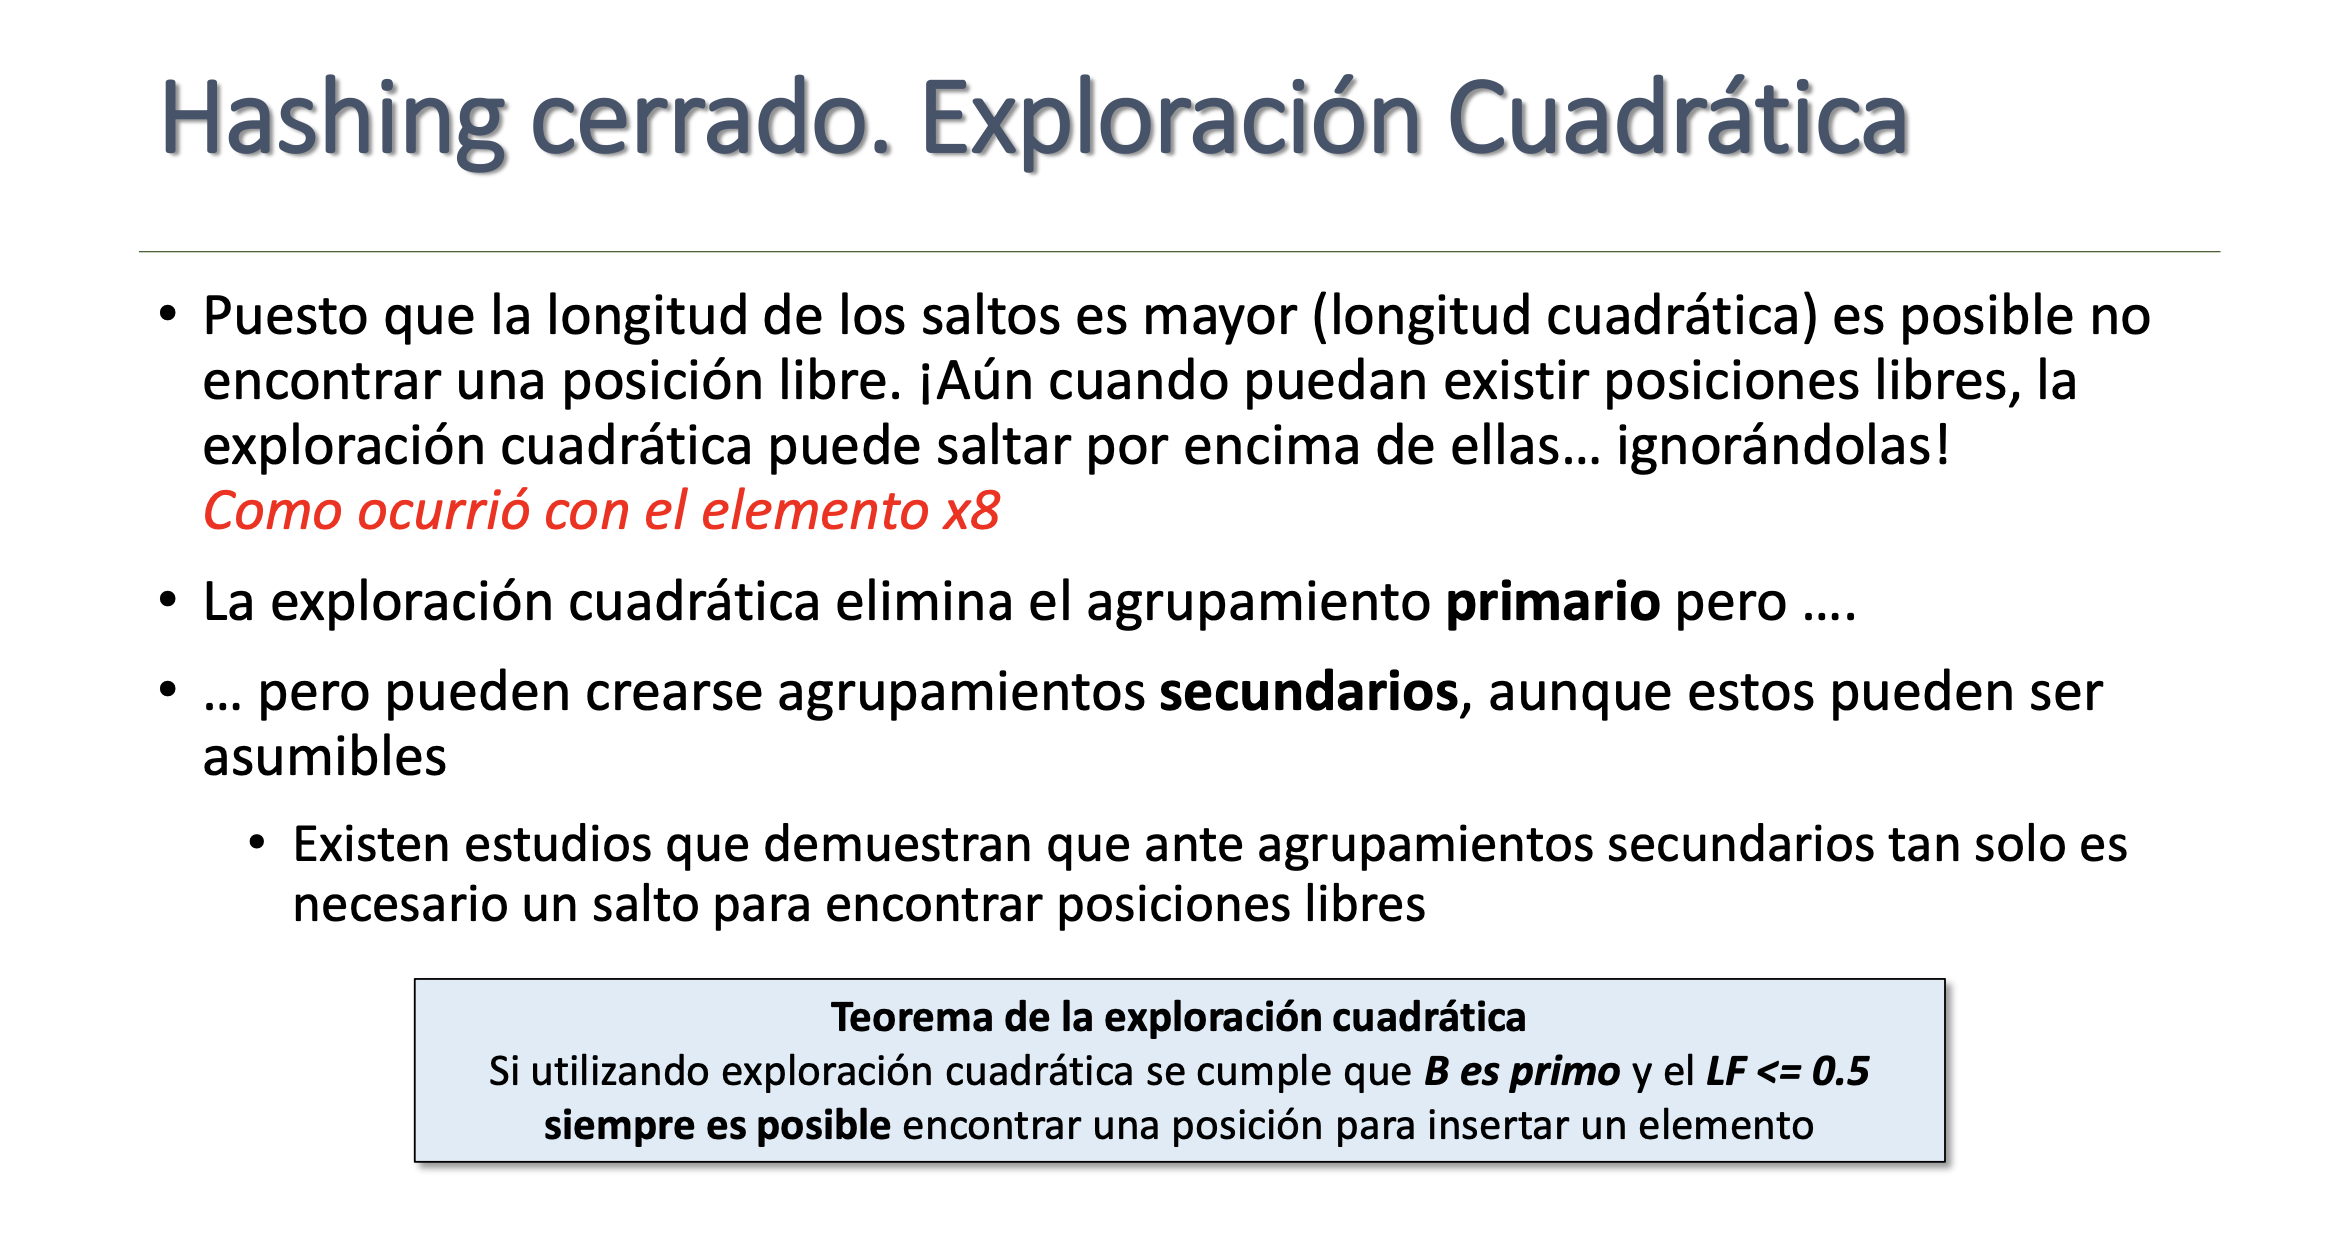 Hashing cerrado. Exploración Cuadrática
• Puesto que la longitud de los saltos es mayor (longitud cuadrática) es posible no
encontrar una posición libre. ¡Aún cuando puedan existir posiciones libres, la
exploración cuadrática puede saltar por encima de ellas… ignorándolas!
Como ocurrió con el elemento x8
• La exploración cuadrática elimina el agrupamiento primario pero ….
• … pero pueden crearse agrupamientos secundarios, aunque estos pueden ser
asumibles
• Existen estudios que demuestran que ante agrupamientos secundarios tan solo es
necesario un salto para encontrar posiciones libres
Teorema de la exploración cuadrática
Si utilizando exploración cuadrática se cumple que B es primo y el LF <= 0.5
siempre es posible encontrar una posición para insertar un elemento